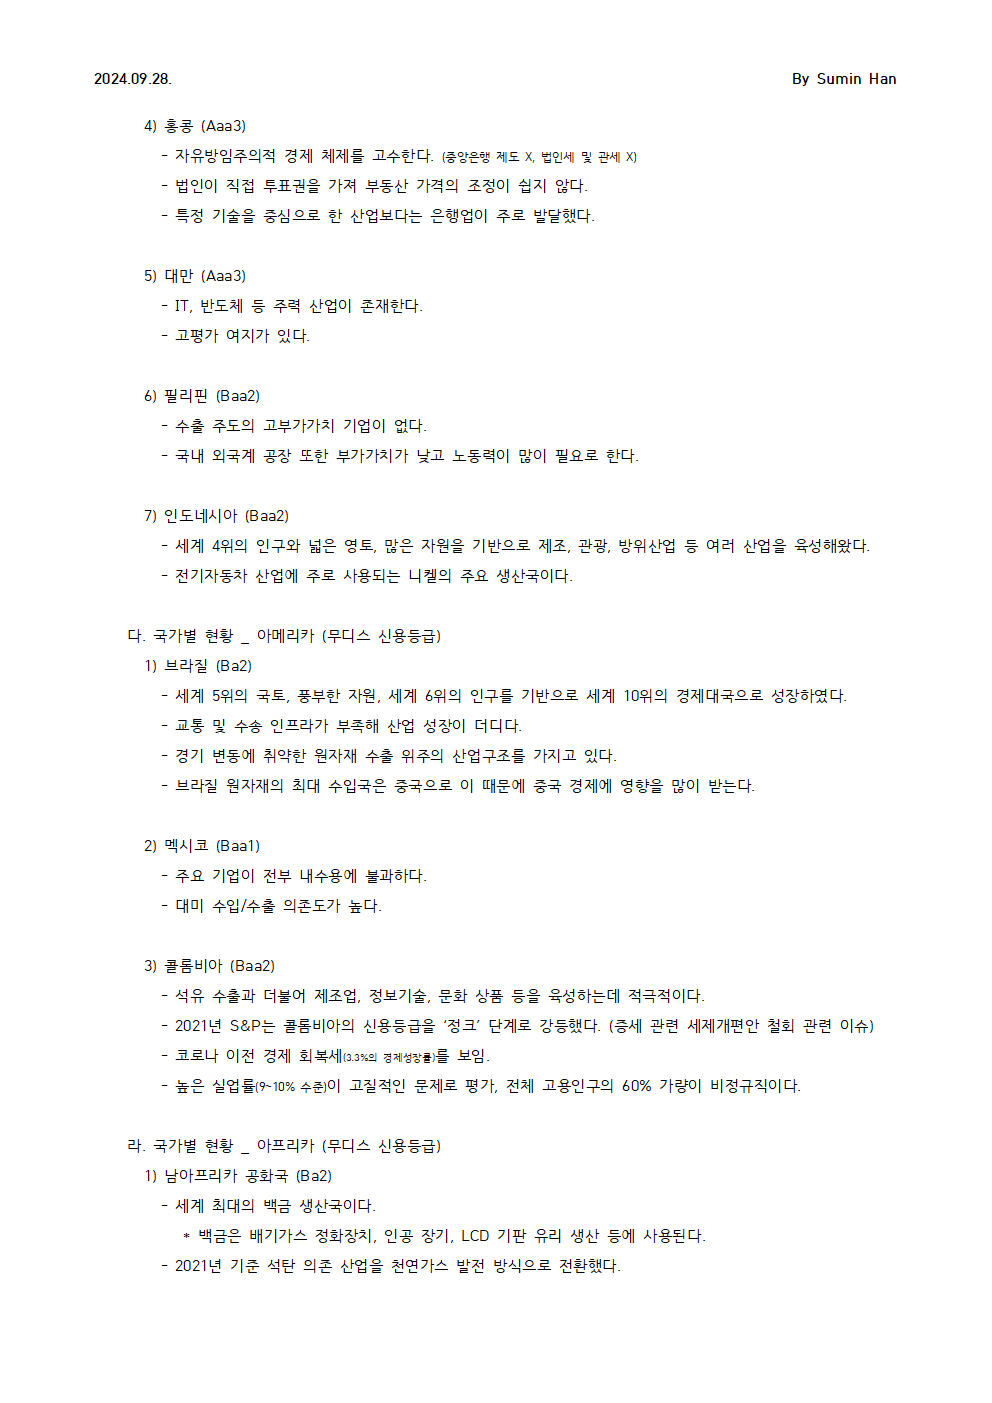 2024.09.28.
By Sumin Han
4) 홍콩 (Aaa3)
- 자유방임주의적 경제 체제를 고수한다. (중앙은행 제도 X, 법인세 및 관세 X)
- 법인이 직접 투표권을 가져 부동산 가격의 조정이 쉽지 않다.
- 특정 기술을 중심으로 한 산업보다는 은행업이 주로 발달했다.
5) 대만 (Aaa3)
- IT, 반도체 등 주력 산업이 존재한다.
- 고평가 여지가 있다.
6) 필리핀 (Baa2)
- 수출 주도의 고부가가치 기업이 없다.
- 국내 외국계 공장 또한 부가가치가 낮고 노동력이 많이 필요로 한다.
7) 인도네시아 (Baa2)
- 세계 4위의 인구와 넓은 영토, 많은 자원을 기반으로 제조, 관광, 방위산업 등 여러 산업을 육성해왔다.
- 전기자동차 산업에 주로 사용되는 니켈의 주요 생산국이다.
다. 국가별 현황 _ 아메리카 (무디스 신용등급)
1) 브라질 (Ba2)
- 세계 5위의 국토, 풍부한 자원, 세계 6위의 인구를 기반으로 세계 10위의 경제대국으로 성장하였다.
- 교통 및 수송 인프라가 부족해 산업 성장이 더디다.
- 경기 변동에 취약한 원자재 수출 위주의 산업구조를 가지고 있다.
- 브라질 원자재의 최대 수입국은 중국으로 이 때문에 중국 경제에 영향을 많이 받는다.
2) 멕시코 (Baa1)
- 주요 기업이 전부 내수용에 불과하다.
- 대미 수입/수출 의존도가 높다.
3) 콜롬비아 (Baa2)
- 석유 수출과 더불어 제조업, 정보기술, 문화 상품 등을 육성하는데 적극적이다.
- 2021년 S&P는 콜롬비아의 신용등급을 ‘정크’ 단계로 강등했다. (증세 관련 세제개편안 철회 관련 이슈)
- 코로나 이전 경제 회복세(3.3%의 경제성장률)를 보임.
- 높은 실업률(9~10% 수준)이 고질적인 문제로 평가, 전체 고용인구의 60% 가량이 비정규직이다.
라. 국가별 현황 _ 아프리카 (무디스 신용등급)
1) 남아프리카 공화국 (Ba2)
- 세계 최대의 백금 생산국이다.
* 백금은 배기가스 정화장치, 인공 장기, LCD 기판 유리 생산 등에 사용된다.
- 2021년 기준 석탄 의존 산업을 천연가스 발전 방식으로 전환했다.